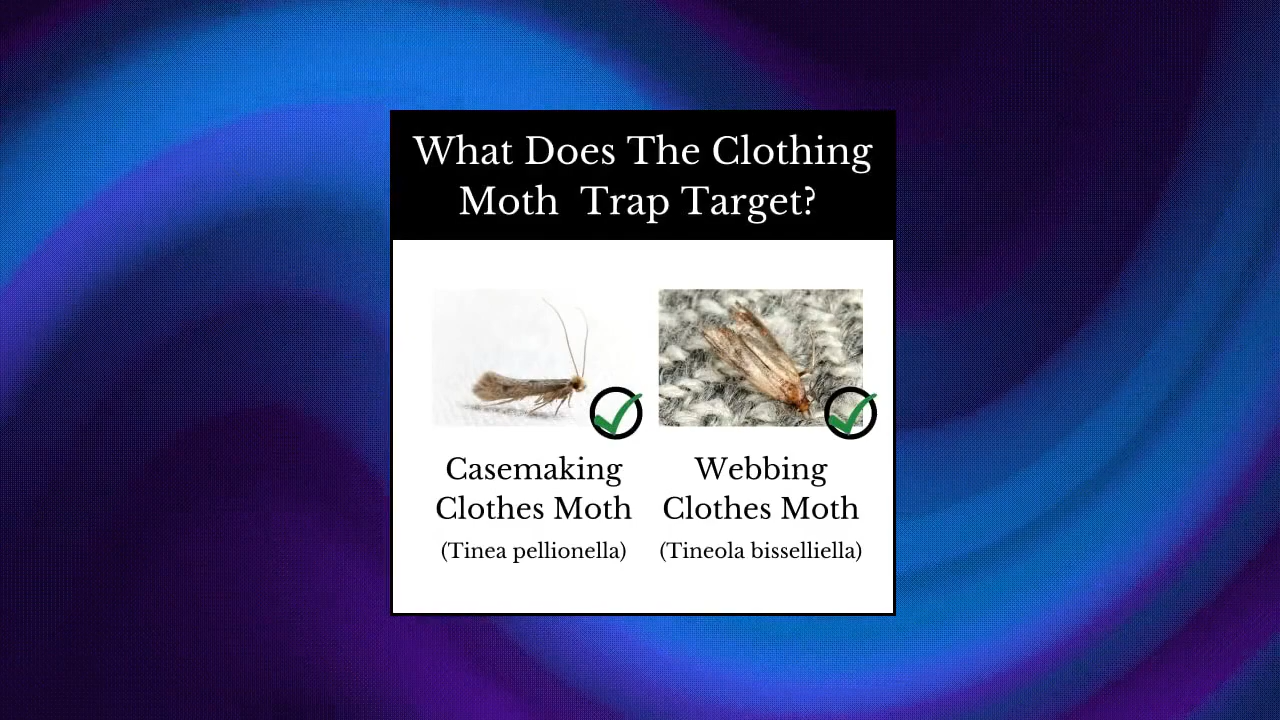 What Does The Clothing
Moth Trap Target?
Casemaking
Clothes Moth
(Tinea pellionella)
Webbing
Clothes Moth
(Tineola bisselliella)